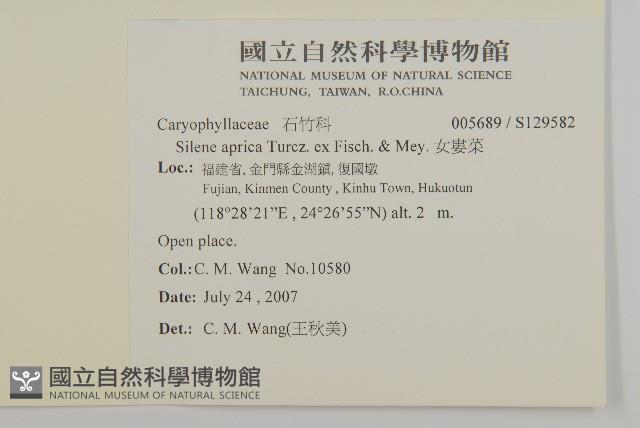 國立自然科學博物館
NATIONAL MUSEUM OF NATURAL SCIENCE
TAICHUNG, TAIWAN, R.O.CHINA
Caryophyllaceae 石竹科 005689 / S129582
Silene aprica Turcz. ex Fisch. & Mey. 女婁菜
Loc.: 福建省, 金門縣金湖鎮, 復國墩
Fujian, Kinmen County , Kinhu Town, Hukuotun
(118°28’21”E , 24°26’55”N) alt. 2 m.
Open place.
Col.: C. M. Wang No.10580
Date: July 24 , 2007
Det.: C. M. Wang(王秋美)
國立自然科學博物館
NATIONAL MUSEUM OF NATURAL SCIENCE